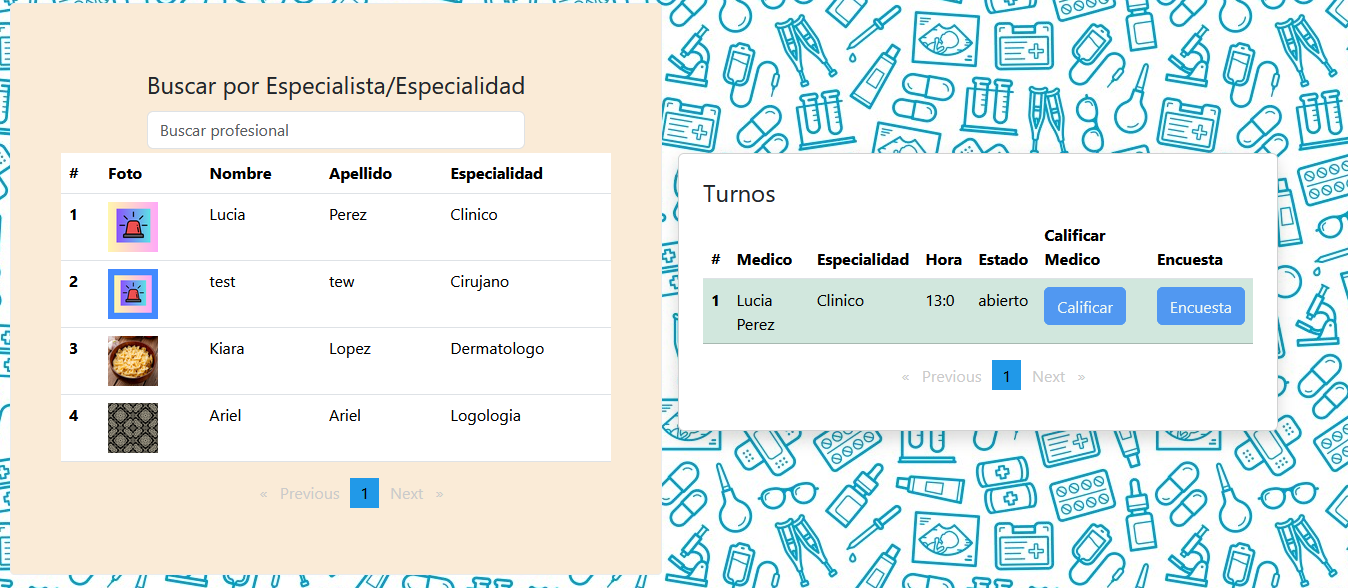 Buscar por Especialista/Especialidad
Buscar profesional
# Foto Nombre Apellido Especialidad
1 Lucia Perez Clinico
2 test tew Cirujano
3 Kiara Lopez Dermatologo
4 Ariel Ariel Logologia
« Previous 1 Next »
Turnos
# Medico Especialidad Hora Estado Calificar Medico Encuesta
1 Lucia Perez Clinico 13:0 abierto Calificar Encuesta
« Previous 1 Next »